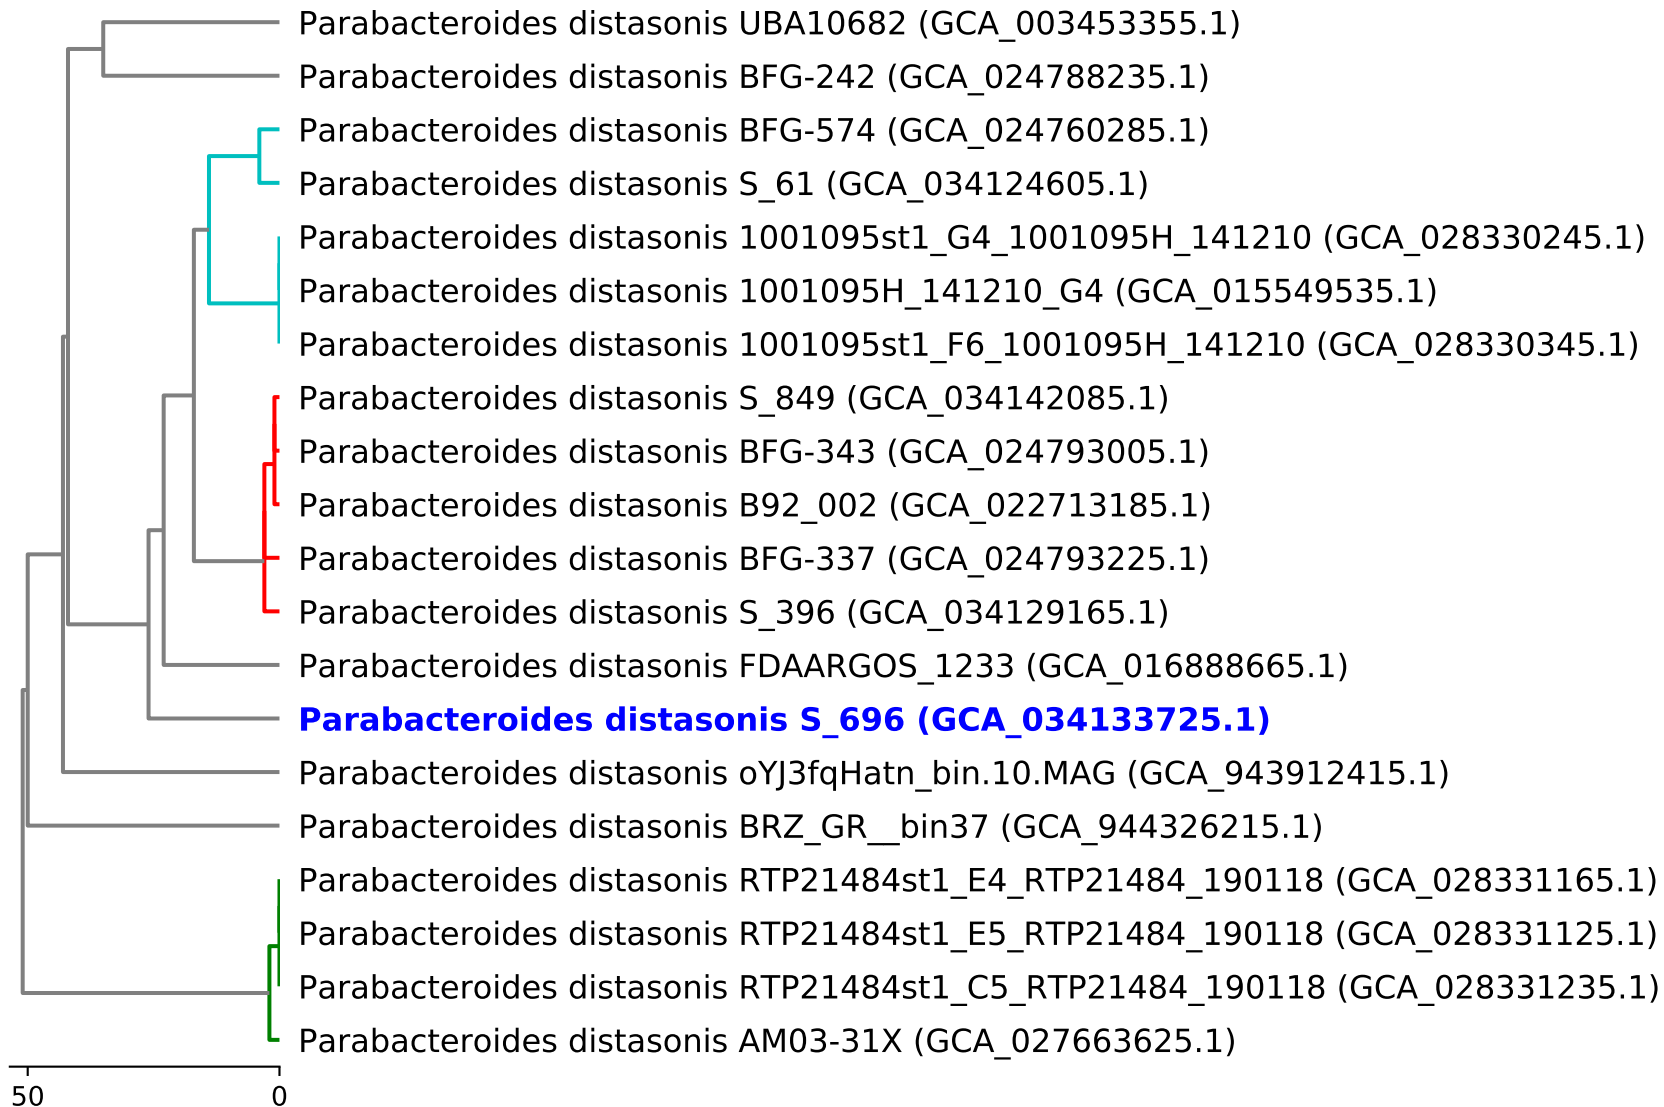 Parabacteroides distasonis UBA10682 (GCA_003453355.1)
Parabacteroides distasonis BFG-242 (GCA_024788235.1)
Parabacteroides distasonis BFG-574 (GCA_024760285.1)
Parabacteroides distasonis S_61 (GCA_034124605.1)
Parabacteroides distasonis 1001095st1_G4_1001095H_141210 (GCA_028330245.1)
Parabacteroides distasonis 1001095H_141210_G4 (GCA_015549535.1)
Parabacteroides distasonis 1001095st1_F6_1001095H_141210 (GCA_028330345.1)
Parabacteroides distasonis S_849 (GCA_034142085.1)
Parabacteroides distasonis BFG-343 (GCA_024793005.1)
Parabacteroides distasonis B92_002 (GCA_022713185.1)
Parabacteroides distasonis BFG-337 (GCA_024793225.1)
Parabacteroides distasonis S_396 (GCA_034129165.1)
Parabacteroides distasonis FDAARGOS_1233 (GCA_016888665.1)
Parabacteroides distasonis S_696 (GCA_034133725.1)
Parabacteroides distasonis oYJ3fqHatn_bin.10.MAG (GCA_943912415.1)
Parabacteroides distasonis BRZ_GR__bin37 (GCA_944326215.1)
Parabacteroides distasonis RTP21484st1_E4_RTP21484_190118 (GCA_028331165.1)
Parabacteroides distasonis RTP21484st1_E5_RTP21484_190118 (GCA_028331125.1)
Parabacteroides distasonis RTP21484st1_C5_RTP21484_190118 (GCA_028331235.1)
Parabacteroides distasonis AM03-31X (GCA_027663625.1)
50 0